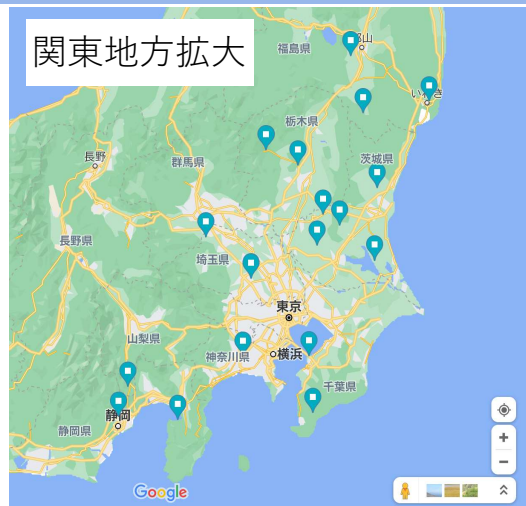 関東地方拡大
福島県
郡山
いわき
栃木県
長野
群馬県
茨城県
長野県
埼玉県
東京
山梨県
神奈川県
横浜
千葉県
静岡
静岡県
Google